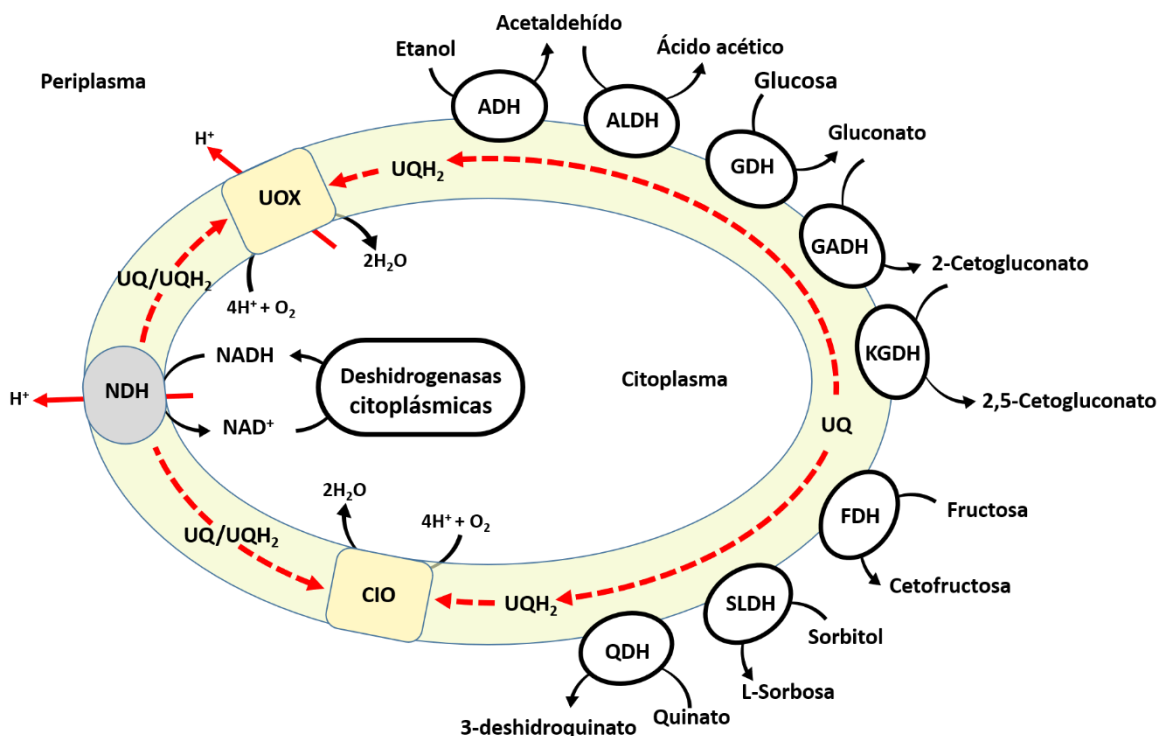 Periplasma
Etanol
Acetaldehído
Ácido acético
Glucosa
Gluconato
2-Cetogluconato
2,5-Cetogluconato
ADH
ALDH
GDH
GADH
KGDH
H⁺
UOX
UQH₂
2H₂O
4H⁺ + O₂
UQ/UQH₂
NADH
NDH
H⁺
NAD⁺
Deshidrogenasas
citoplásmicas
Citoplasma
UQ
2H₂O
4H⁺ + O₂
UQ/UQH₂
CIO
UQH₂
FDH
Fructosa
Cetofructosa
SLDH
Sorbitol
L-Sorbosa
QDH
Quinato
3-deshidroquinato